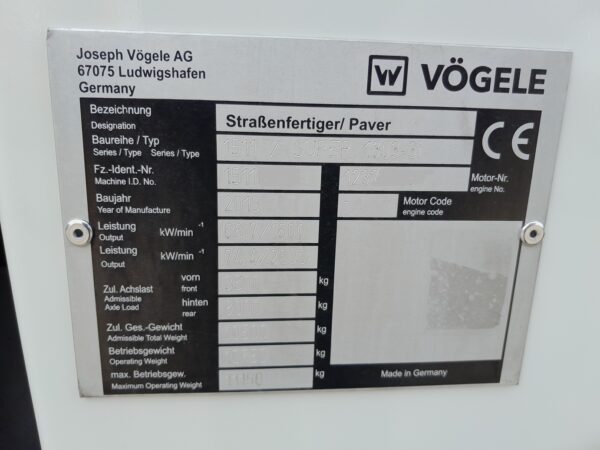 Joseph Vögele AG
67075 Ludwigshafen
Germany
VÖGELE
Bezeichnung
Designation
Straßenfertiger/ Paver
CE
Baureihe / Typ
Series / Type Series / Type
Fz.-Ident.-Nr.
Machine I.D. No.
1511
Motor-Nr.
engine No.
Baujahr
Year of Manufacture
Motor Code
engine code
Leistung
Output
kW/min -1
Leistung
Output
kW/min -1
Zul. Achslast
Admissible
Axle Load
vorn
front
kg
hinten
rear
kg
Zul. Ges.-Gewicht
Admissible Total Weight
kg
Betriebsgewicht
Operating Weight
kg
max. Betriebsgew.
Maximum Operating Weight
kg
Made in Germany